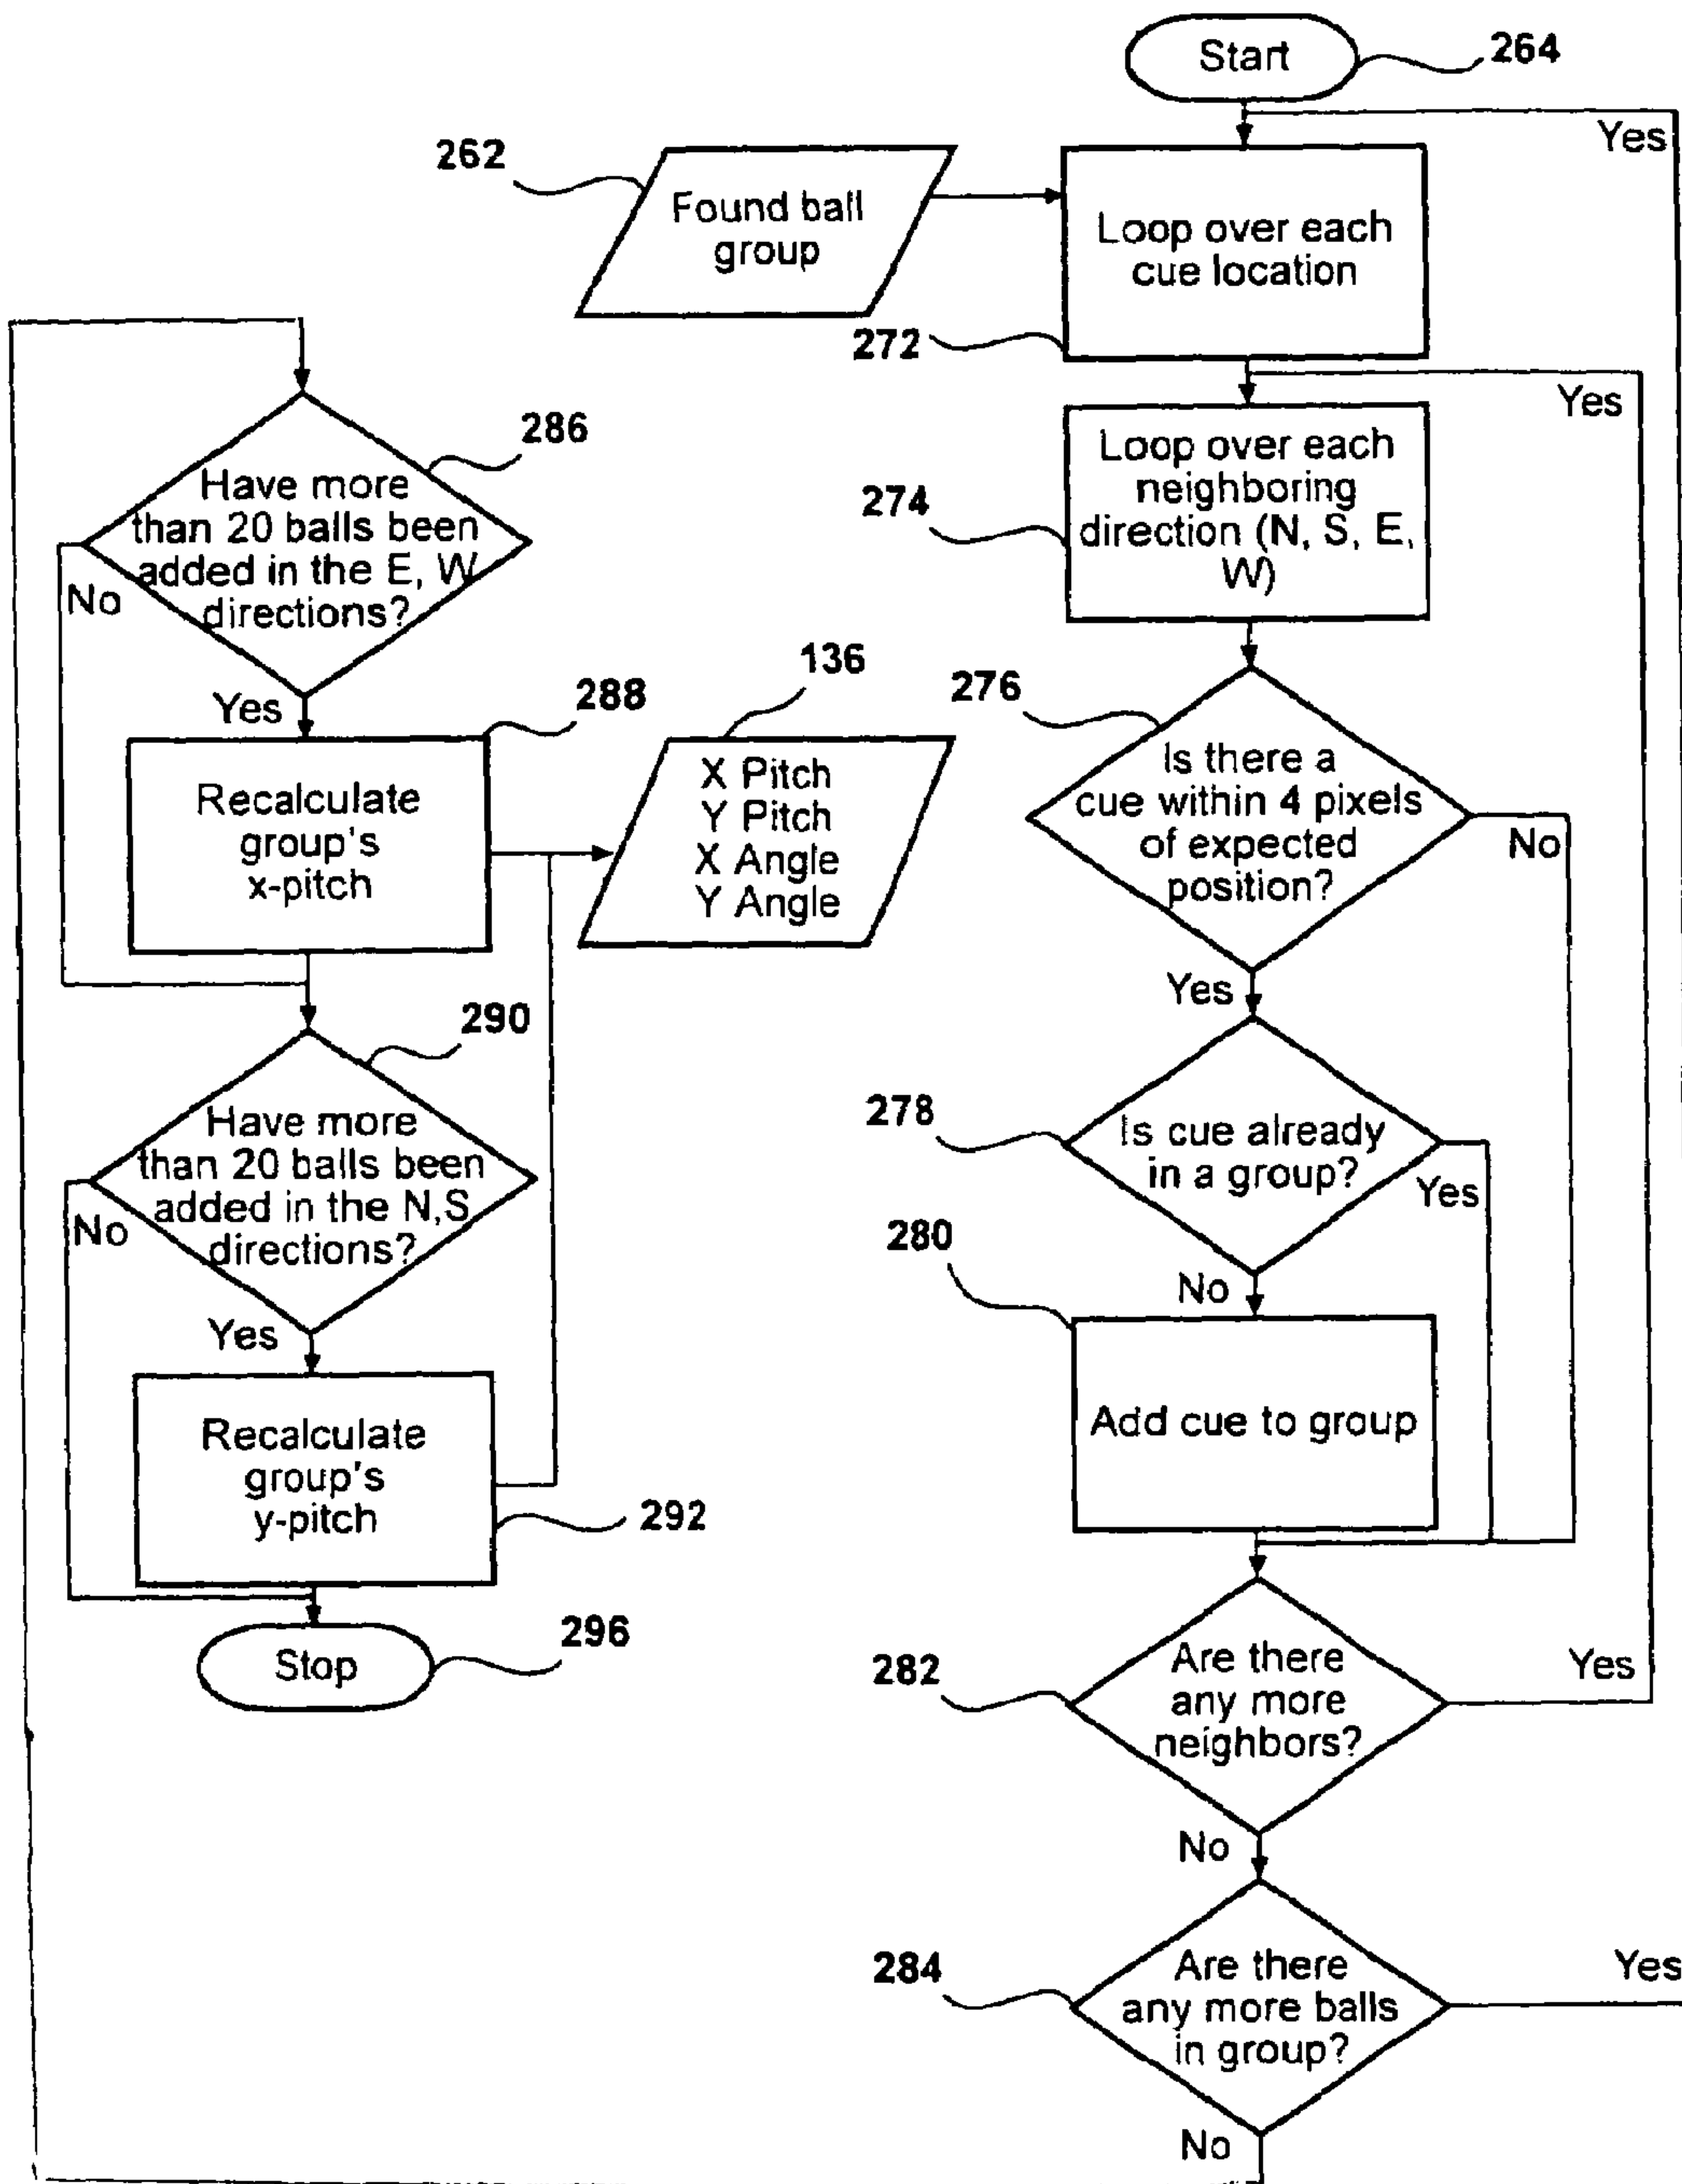 Start
264
Yes
262
Found ball
group
Loop over each
cue location
272
Yes
Loop over each
neighboring
direction (N, S, E,
W)
274
276
Is there a
cue within 4 pixels
of expected
position?
No
Yes
278
Is cue already
in a group?
Yes
280
No
Add cue to group
282
Are there
any more
neighbors?
Yes
No
284
Are there
any more balls
in group?
Yes
No
286
Have more
than 20 balls been
added in the E, W
directions?
No
Yes
288
Recalculate
group's
x-pitch
136
X Pitch
Y Pitch
X Angle
Y Angle
290
Have more
than 20 balls been
added in the N,S
directions?
No
Yes
Recalculate
group's
y-pitch
292
Stop
296